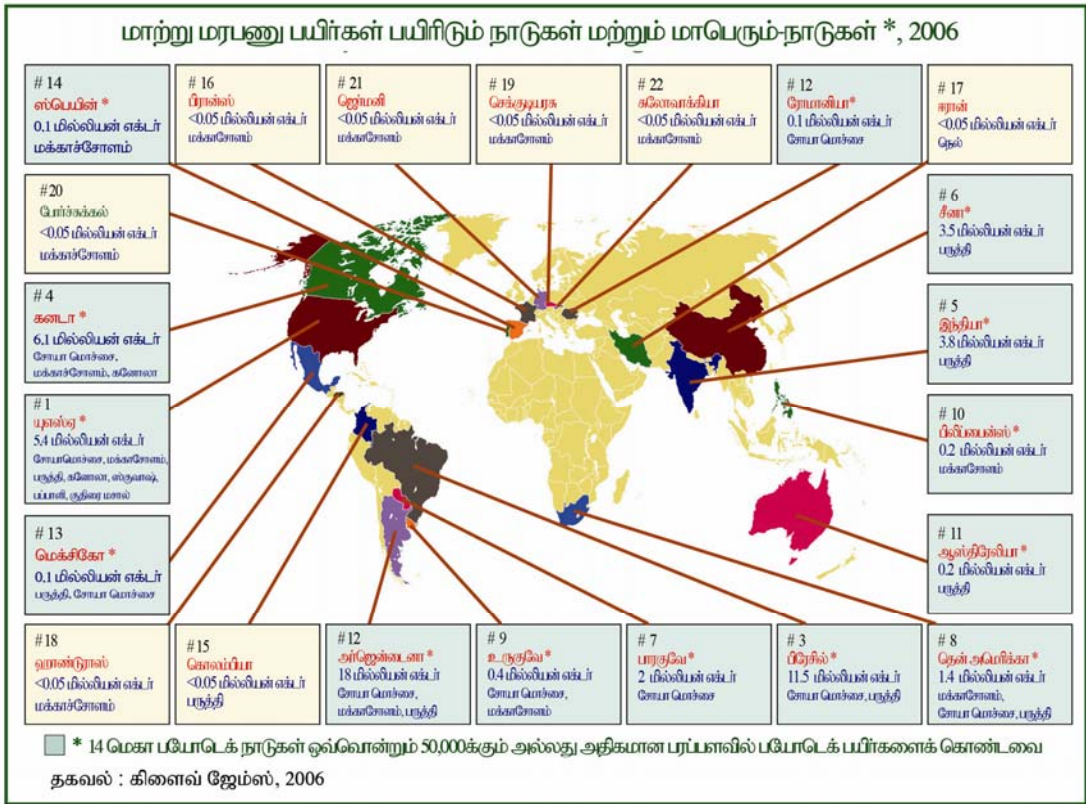 மாற்று மரபணு பயிர்கள் பயிரிடும் நாடுகள் மற்றும் மாபெரும்-நாடுகள் *, 2006
# 14
ஸ்பெயின் *
0.1 மில்லியன் எக்டர்
மக்காச்சோளம்
# 16
பிரான்ஸ்
<0.05 மில்லியன் எக்டர்
மக்காசோளம்
# 21
ஜெர்மனி
<0.05 மில்லியன் எக்டர்
மக்காசோளம்
# 19
செக்குடியரசு
<0.05 மில்லியன் எக்டர்
மக்காசோளம்
# 22
சுலோவாக்கியா
<0.05 மில்லியன் எக்டர்
மக்காசோளம்
# 12
ரோமானியா*
0.1 மில்லியன் எக்டர்
சோயா மொச்சை
# 17
ஈரான்
<0.05 மில்லியன் எக்டர்
நெல்
#20
போர்ச்சுக்கல்
<0.05 மில்லியன் எக்டர்
மக்காசோளம்
# 6
சீனா*
3.5 மில்லியன் எக்டர்
பருத்தி
# 4
கனடா *
6.1 மில்லியன் எக்டர்
சோயா மொச்சை,
மக்காச்சோளம், கனோலா
# 5
இந்தியா*
3.8 மில்லியன் எக்டர்
பருத்தி
# 1
யுஎஸ்ஏ *
5.4 மில்லியன் எக்டர்
சோயாமொச்சை, மக்காசோளம்,
பருத்தி, கனோலா, ஸ்குவாஷ்,
பப்பாளி, குதிரை மசால்
# 10
பிலிப்பைன்ஸ் *
0.2 மில்லியன் எக்டர்
மக்காசோளம்
# 13
மெக்சிகோ *
0.1 மில்லியன் எக்டர்
பருத்தி, சோயா மொச்சை
# 11
ஆஸ்திரேலியா *
0.2 மில்லியன் எக்டர்
பருத்தி
#18
ஹாண்டுராஸ்
<0.05 மில்லியன் எக்டர்
மக்காசோளம்
#15
கொலம்பியா
<0.05 மில்லியன் எக்டர்
பருத்தி
#12
அர்ஜென்டைனா *
18 மில்லியன் எக்டர்
சோயா மொச்சை,
மக்காசோளம், பருத்தி
# 9
உருகுவே*
0.4 மில்லியன் எக்டர்
சோயா மொச்சை,
மக்காசோளம்
# 7
பாரகுவே*
2 மில்லியன் எக்டர்
சோயா மொச்சை
# 3
பிரேசில் *
11.5 மில்லியன் எக்டர்
சோயா மொச்சை, பருத்தி
# 8
தென் அமெரிக்கா *
1.4 மில்லியன் எக்டர்
மக்காசோளம்,
சோயா மொச்சை, பருத்தி
* 14 மெகா பயோடெக் நாடுகள் ஒவ்வொன்றும் 50,000க்கும் அல்லது அதிகமான பரப்பளவில் பயோடெக் பயிர்களைக் கொண்டவை
தகவல் : கிளைவ் ஜேம்ஸ், 2006